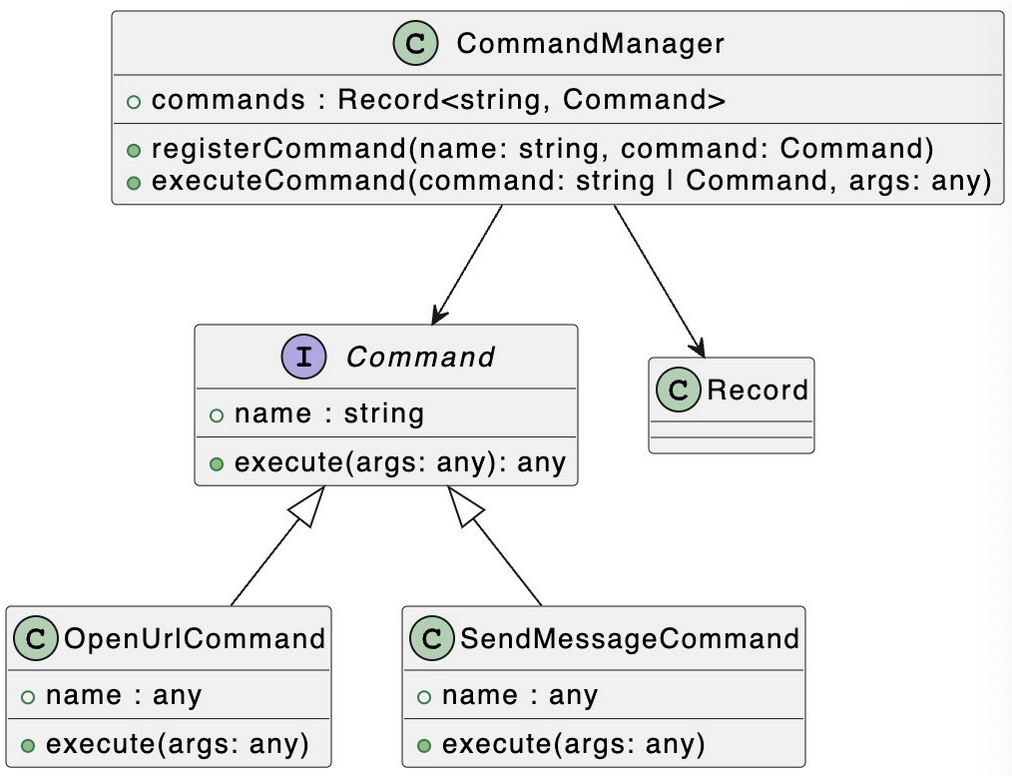 C CommandManager
commands : Record<string, Command>
registerCommand(name: string, command: Command)
executeCommand(command: string | Command, args: any)
I Command
name : string
execute(args: any): any
C Record
C OpenUrlCommand
name : any
execute(args: any)
C SendMessageCommand
name : any
execute(args: any)